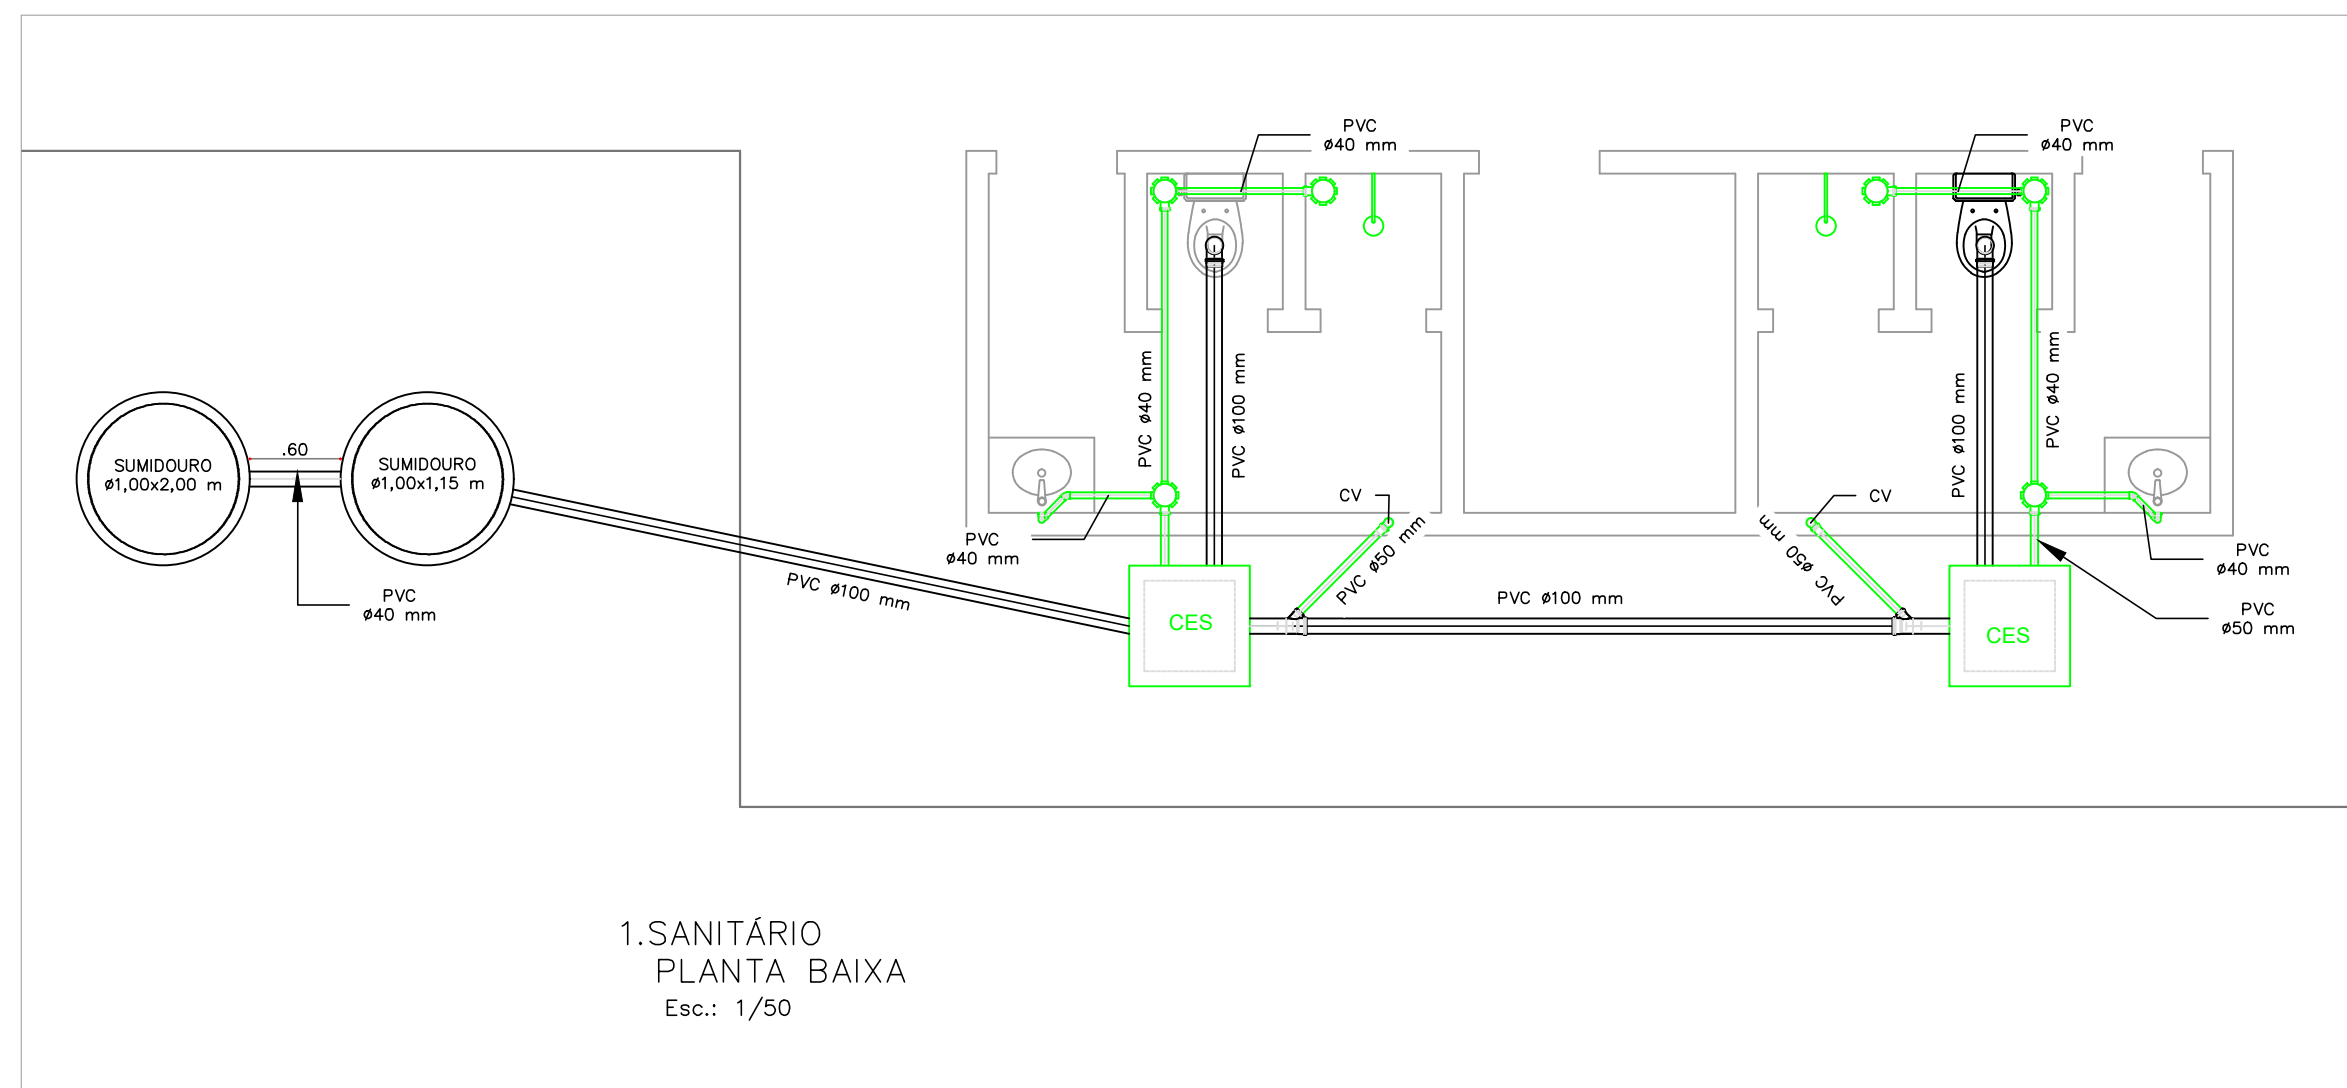 PVC
ø40 mm
PVC
ø40 mm
PVC ø40 mm
PVC ø100 mm
PVC ø100 mm
PVC ø40 mm
.60
SUMIDOURO
ø1,00x2,00 m
SUMIDOURO
ø1,00x1,15 m
CV
CV
PVC
ø40 mm
PVC ø50 mm
PVC ø50 mm
PVC
ø40 mm
PVC
ø40 mm
PVC ø100 mm
PVC ø100 mm
PVC
ø50 mm
CES
CES
1.SANITÁRIO
PLANTA BAIXA
Esc.: 1/50